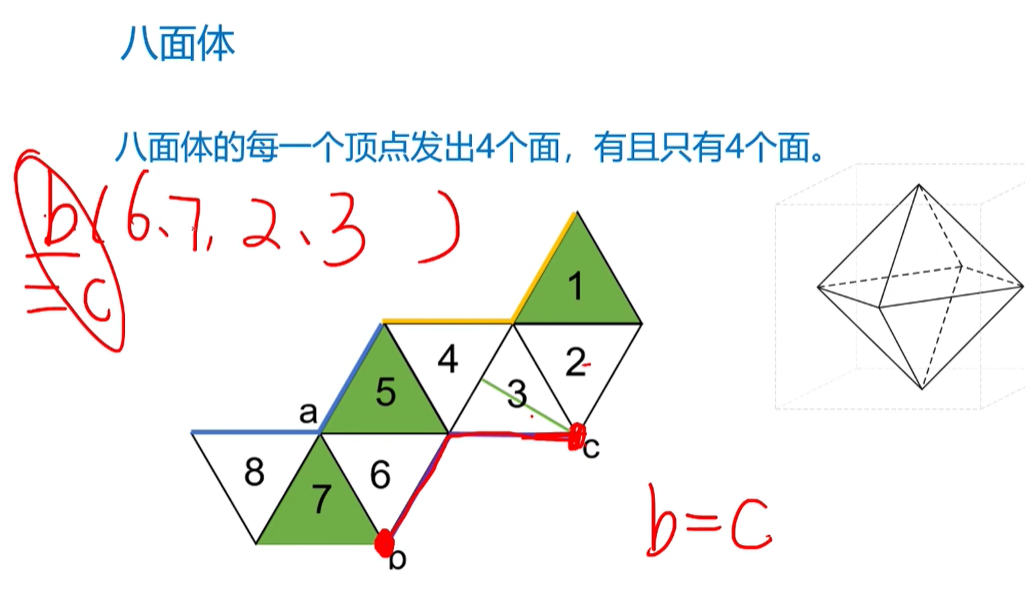 八面体
八面体的每一个顶点发出4个面，有且只有4个面。
b(6、7、2、3 )
=c
1
4
2
5
3
a
c
8
6
7
b
b=c